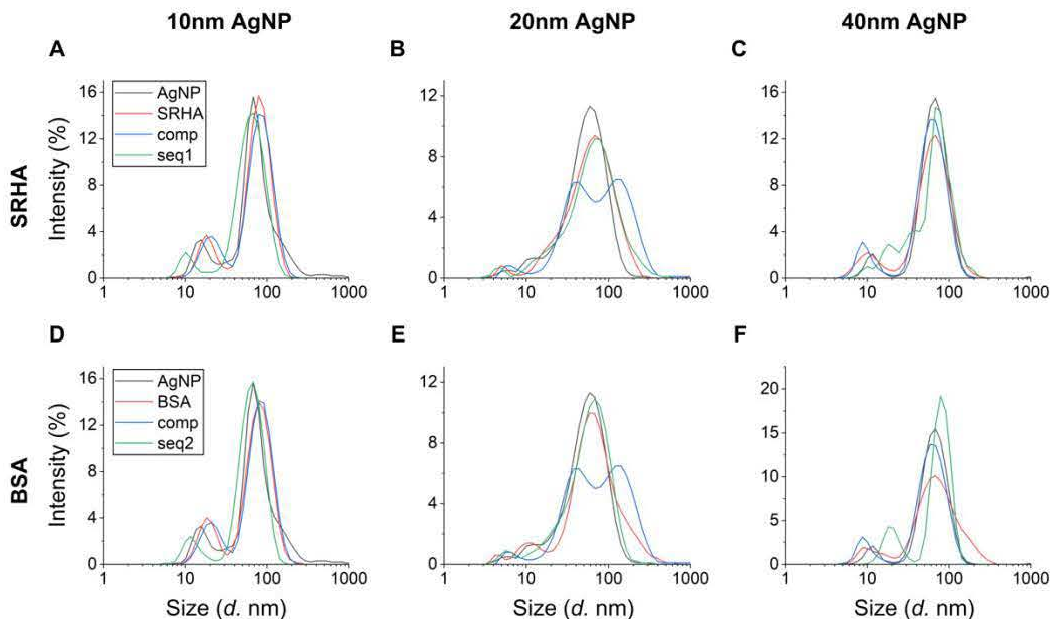 10nm AgNP 20nm AgNP 40nm AgNP
A B C
SRHA
Intensity (%)
16
12
8
4
0
AgNP
SRHA
comp
seq1
1 10 100 1000
12
8
4
0
1 10 100 1000
16
12
8
4
0
1 10 100 1000
D E F
BSA
Intensity (%)
16
12
8
4
0
AgNP
BSA
comp
seq2
1 10 100 1000
Size (d. nm)
12
8
4
0
1 10 100 1000
Size (d. nm)
20
15
10
5
0
1 10 100 1000
Size (d. nm)